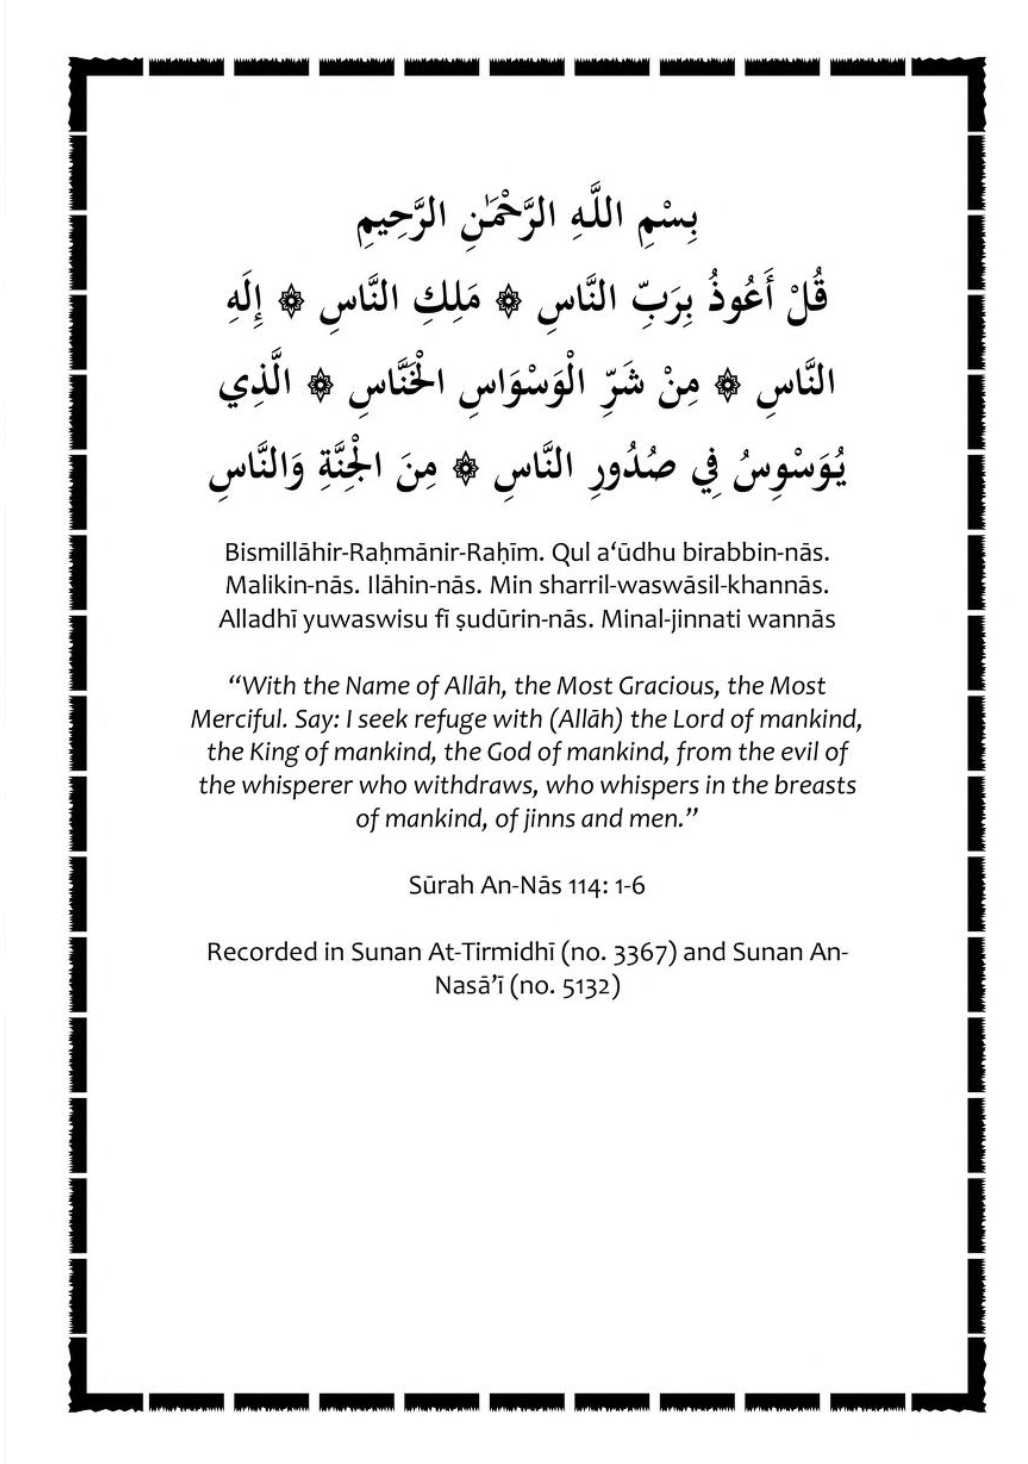 بِسْمِ اللَّهِ الرَّحْمَٰنِ الرَّحِيمِ
قُلْ أَعُوذُ بِرَبِّ النَّاسِ ۞ مَلِكِ النَّاسِ ۞ إِلَهِ
النَّاسِ ۞ مِنْ شَرِّ الْوَسْوَاسِ الْخَنَّاسِ ۞ الَّذِي
يُوَسْوِسُ فِي صُدُورِ النَّاسِ ۞ مِنَ الْجِنَّةِ وَالنَّاسِ
Bismillāhir-Raḥmānir-Raḥīm. Qul a‘ūdhu birabbin-nās.
Malikin-nās. Ilāhin-nās. Min sharril-waswāsil-khannās.
Alladhī yuwaswisu fī ṣudūrin-nās. Minal-jinnati wannās
“With the Name of Allāh, the Most Gracious, the Most
Merciful. Say: I seek refuge with (Allāh) the Lord of mankind,
the King of mankind, the God of mankind, from the evil of
the whisperer who withdraws, who whispers in the breasts
of mankind, of jinns and men.”
Sūrah An-Nās 114: 1-6
Recorded in Sunan At-Tirmidhī (no. 3367) and Sunan An-
Nasā’ī (no. 5132)